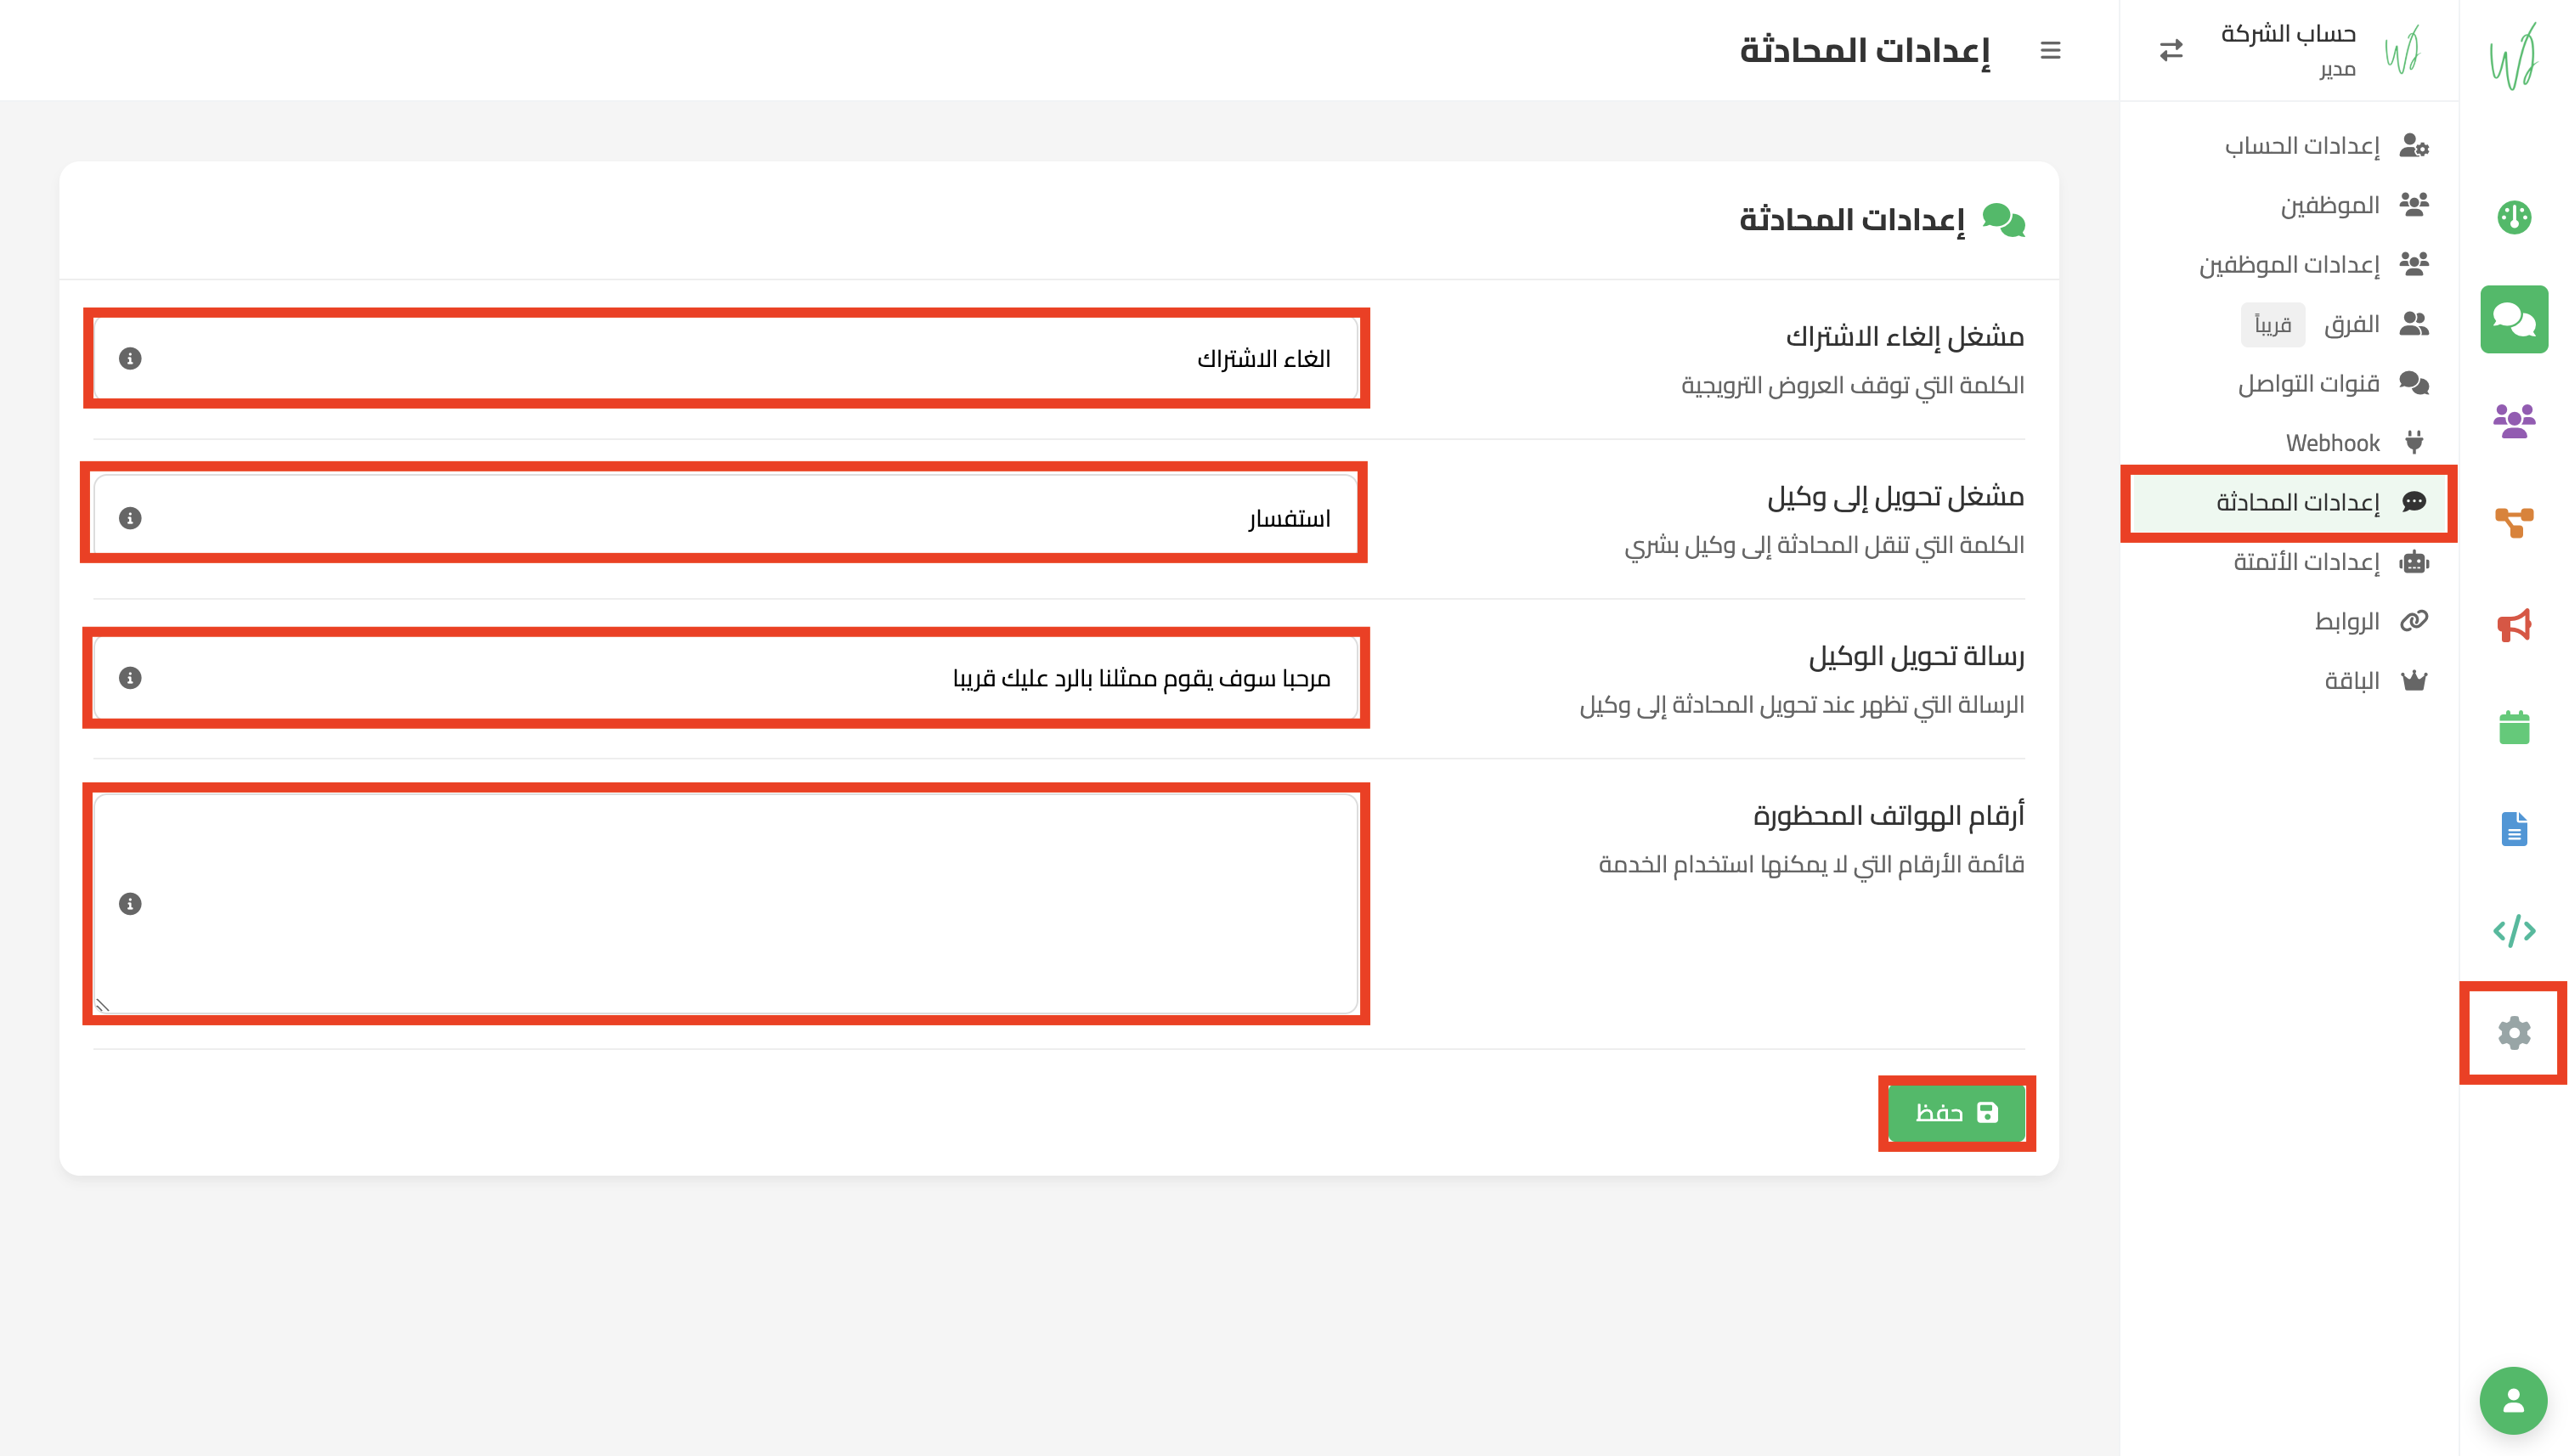 حساب الشركة
مدير
إعدادات الحساب
الموظفين
إعدادات الموظفين
الفرق قريباً
قنوات التواصل
Webhook
إعدادات المحادثة
إعدادات الأتمتة
الروابط
الباقة
إعدادات المحادثة
إعدادات المحادثة
مشغل إلغاء الاشتراك
الكلمة التي توقف العروض الترويجية
الغاء الاشتراك
مشغل تحويل إلى وكيل
الكلمة التي تنقل المحادثة إلى وكيل بشري
استفسار
رسالة تحويل الوكيل
الرسالة التي تظهر عند تحويل المحادثة إلى وكيل
مرحبا سوف يقوم ممثلنا بالرد عليك قريبا
أرقام الهواتف المحظورة
قائمة الأرقام التي لا يمكنها استخدام الخدمة
حفظ